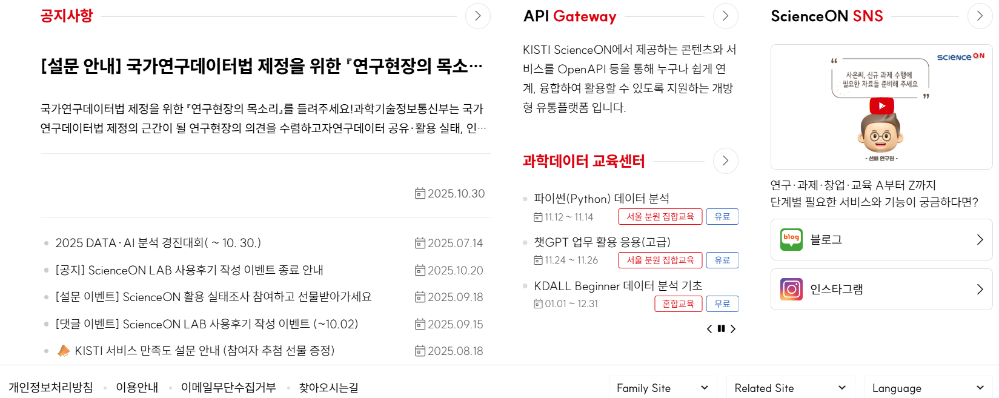 공지사항
[설문 안내] 국가연구데이터법 제정을 위한 『연구현장의 목소…
국가연구데이터법 제정을 위한 『연구현장의 목소리』를 들려주세요!과학기술정보통신부는 국가
연구데이터법 제정의 근간이 될 연구현장의 의견을 수렴하고자연구데이터 공유·활용 실태, 인…
2025.10.30
2025 DATA·AI 분석 경진대회( ~ 10. 30.)
2025.07.14
[공지] ScienceON LAB 사용후기 작성 이벤트 종료 안내
2025.10.20
[설문 이벤트] ScienceON 활용 실태조사 참여하고 선물받아가세요
2025.09.18
[댓글 이벤트] ScienceON LAB 사용후기 작성 이벤트 (~10.02)
2025.09.15
KISTI 서비스 만족도 설문 안내 (참여자 추첨 선물 증정)
2025.08.18
API Gateway
KISTI ScienceON에서 제공하는 콘텐츠와 서
비스를 OpenAPI 등을 통해 누구나 쉽게 연
계, 융합하여 활용할 수 있도록 지원하는 개방
형 유통플랫폼 입니다.
과학데이터 교육센터
파이썬(Python) 데이터 분석
11.12 ~ 11.14
서울 분원 집합교육
유료
챗GPT 업무 활용 응용(고급)
11.24 ~ 11.26
서울 분원 집합교육
유료
KDALL Beginner 데이터 분석 기초
01.01 ~ 12.31
혼합교육
무료
ScienceON SNS
SCIENCE ON
“ 사온씨, 신규 과제 수행에
필요한 자료들 준비해 주세요 ”
- 선배 연구원 -
연구·과제·창업·교육 A부터 Z까지
단계별 필요한 서비스와 기능이 궁금하다면?
blog
블로그
인스타그램
개인정보처리방침
이용안내
이메일무단수집거부
찾아오시는길
Family Site
Related Site
Language